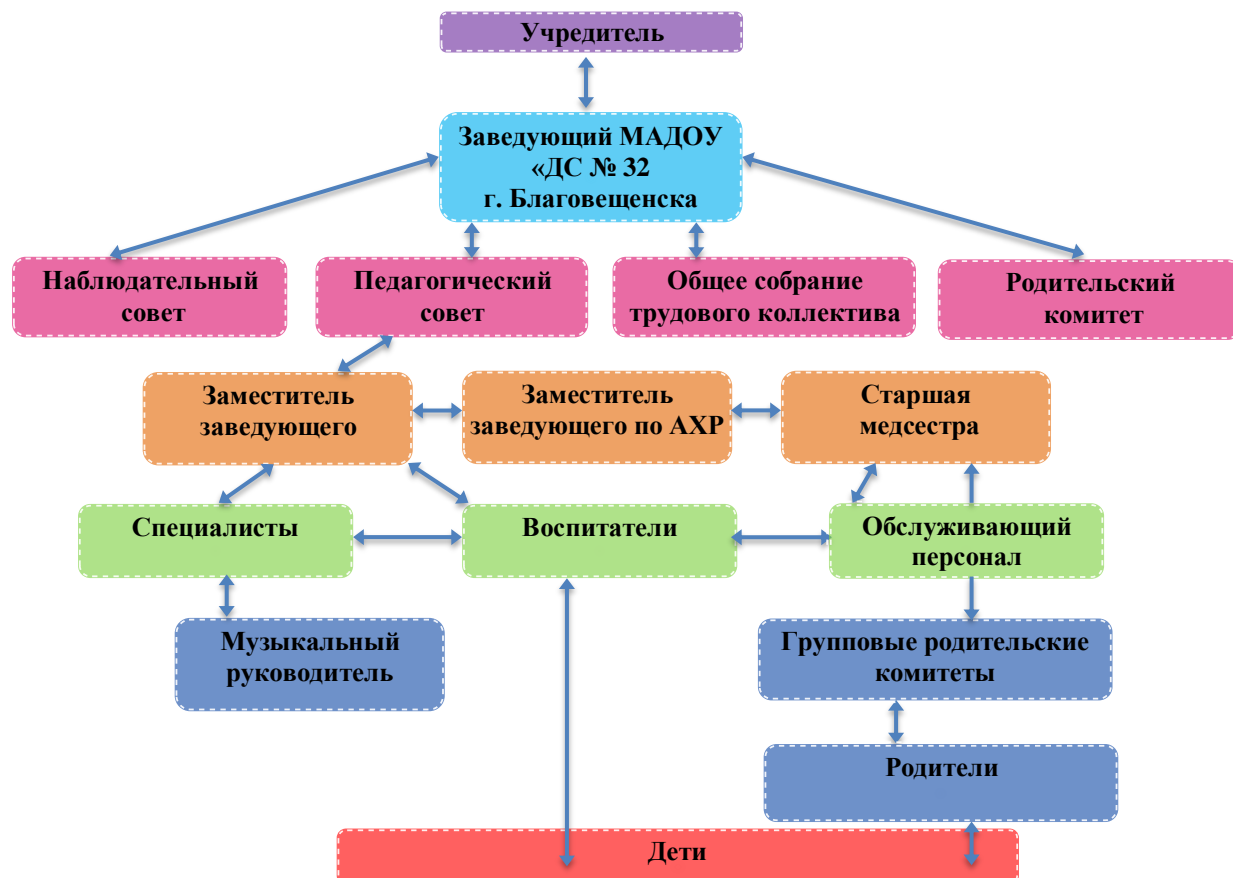 Учредитель
Заведующий МАДОУ
«ДС № 32
г. Благовещенска
Наблюдательный
совет
Педагогический
совет
Общее собрание
трудового коллектива
Родительский
комитет
Заместитель
заведующего
Заместитель
заведующего по АХР
Старшая
медсестра
Специалисты
Воспитатели
Обслуживающий
персонал
Музыкальный
руководитель
Групповые родительские
комитеты
Родители
Дети